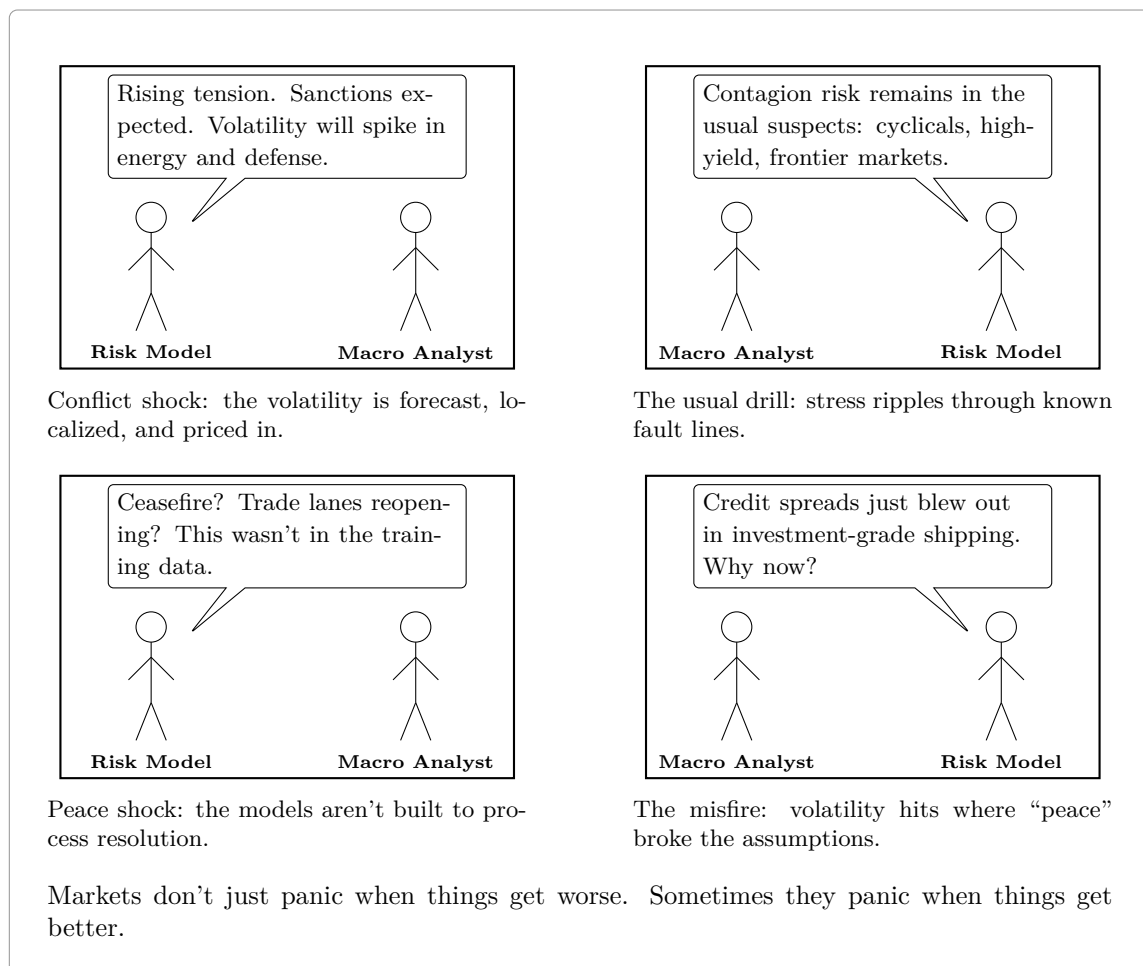 Rising tension. Sanctions ex-
pected. Volatility will spike in
energy and defense.
Risk Model
Macro Analyst
Conflict shock: the volatility is forecast, lo-
calized, and priced in.
Contagion risk remains in the
usual suspects: cyclicals, high-
yield, frontier markets.
Macro Analyst
Risk Model
The usual drill: stress ripples through known
fault lines.
Ceasefire? Trade lanes reopen-
ing? This wasn't in the train-
ing data.
Risk Model
Macro Analyst
Peace shock: the models aren't built to pro-
cess resolution.
Credit spreads just blew out
in investment-grade shipping.
Why now?
Macro Analyst
Risk Model
The misfire: volatility hits where “peace”
broke the assumptions.
Markets don't just panic when things get worse. Sometimes they panic when things get
better.